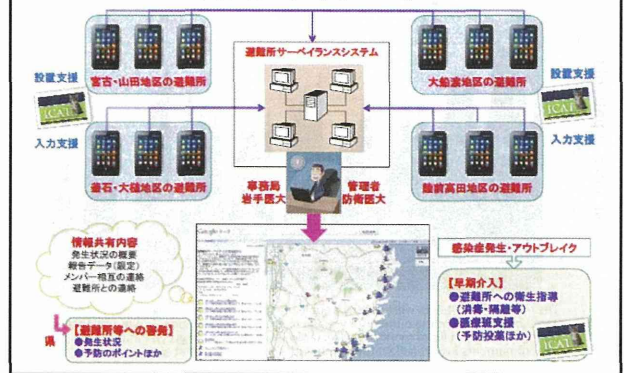 避難所サーベイランスシステム
宮古・山田地区の避難所
大船渡地区の避難所
設置支援
ICAT
入力支援
設置支援
ICAT
入力支援
釜石・大槌地区の避難所
陸前高田地区の避難所
事務局
岩手医大
管理者
防衛医大
情報共有内容
発生状況の概要
報告データ(設定)
メンバー相互の連絡
避難所との連絡
県
【避難所等への啓発】
●発生状況
●予防のポイントほか
Google
感染症発生・アウトブレイク
【早期介入】
●避難所への衛生指導
(消毒・隔離等)
●医療班支援
(予防投薬ほか)
ICAT